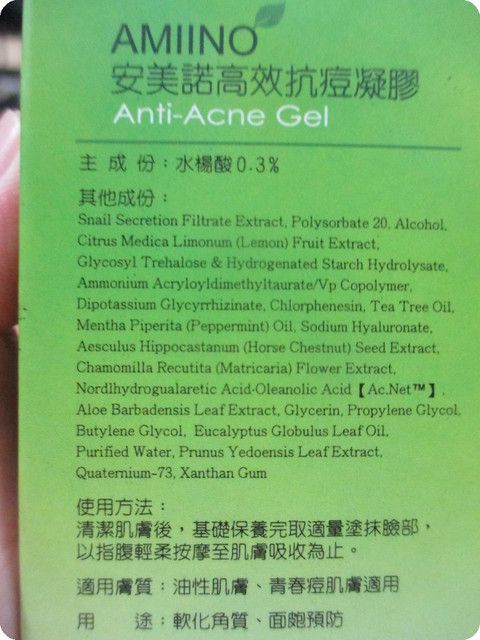 AMIINO
安美諾高效抗痘凝膠
Anti-Acne Gel
主成份：水楊酸0.3%
其他成份：
Snail Secretion Filtrate Extract, Polysorbate 20, Alcohol,
Citrus Medica Limonum (Lemon) Fruit Extract,
Glycosyl Trehalose & Hydrogenated Starch Hydrolysate,
Ammonium Acryloyldimethyltaurate/Vp Copolymer,
Dipotassium Glycyrrhizinate, Chlorphenesin, Tea Tree Oil,
Mentha Piperita (Peppermint) Oil, Sodium Hyaluronate,
Aesculus Hippocastanum (Horse Chestnut) Seed Extract,
Chamomilla Recutita (Matricaria) Flower Extract,
Nordlhydrogualaretic Acid-Oleanolic Acid【Ac.Net™】,
Aloe Barbadensis Leaf Extract, Glycerin, Propylene Glycol,
Butylene Glycol, Eucalyptus Globulus Leaf Oil,
Purified Water, Prunus Yedoensis Leaf Extract,
Quaternium-73, Xanthan Gum
使用方法：
清潔肌膚後，基礎保養完取適量塗抹臉部，
以指腹輕柔按摩至肌膚吸收為止。
適用膚質：油性肌膚、青春痘肌膚適用
用途：軟化角質、面皰預防